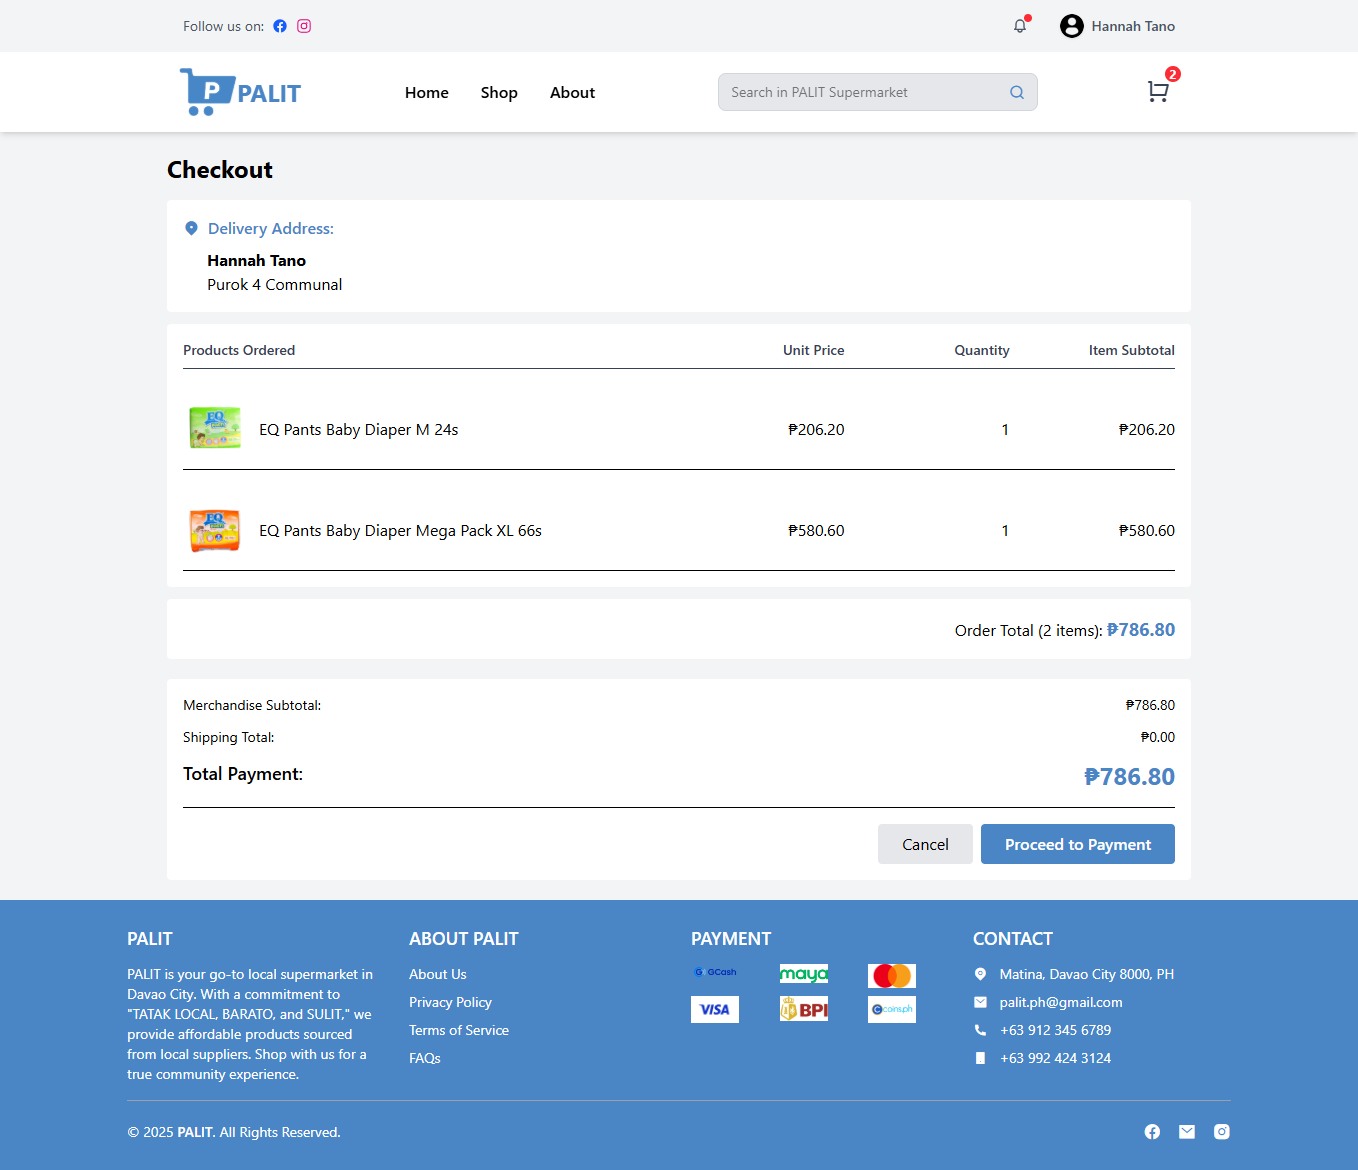 Follow us on:
Hannah Tano
P PALIT
Home
Shop
About
Search in PALIT Supermarket
2
Checkout
Delivery Address:
Hannah Tano
Purok 4 Communal
Products Ordered
Unit Price
Quantity
Item Subtotal
EQ
EQ Pants Baby Diaper M 24s
₱206.20
1
₱206.20
EQ
EQ Pants Baby Diaper Mega Pack XL 66s
₱580.60
1
₱580.60
Order Total (2 items): ₱786.80
Merchandise Subtotal:
₱786.80
Shipping Total:
₱0.00
Total Payment:
₱786.80
Cancel
Proceed to Payment
PALIT
PALIT is your go-to local supermarket in
Davao City. With a commitment to
"TATAK LOCAL, BARATO, and SULIT," we
provide affordable products sourced
from local suppliers. Shop with us for a
true community experience.
ABOUT PALIT
About Us
Privacy Policy
Terms of Service
FAQs
PAYMENT
GCash
maya
VISA
BPI
coins.ph
CONTACT
Matina, Davao City 8000, PH
palit.ph@gmail.com
+63 912 345 6789
+63 992 424 3124
© 2025 PALIT. All Rights Reserved.